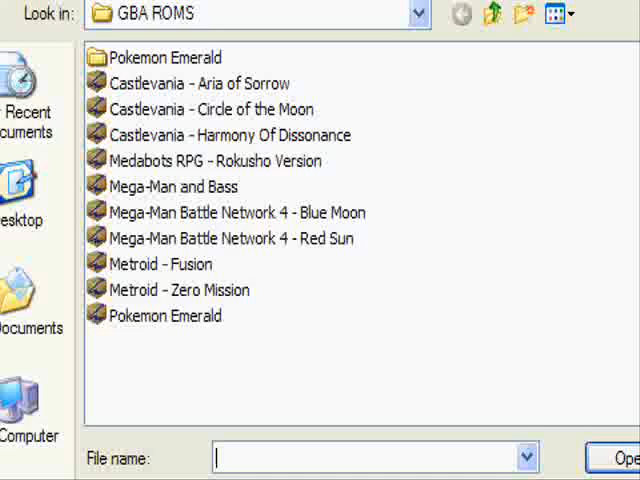 Look in: GBA ROMS
Pokemon Emerald
Castlevania - Aria of Sorrow
Castlevania - Circle of the Moon
Castlevania - Harmony Of Dissonance
Medabots RPG - Rokusho Version
Mega-Man and Bass
Mega-Man Battle Network 4 - Blue Moon
Mega-Man Battle Network 4 - Red Sun
Metroid - Fusion
Metroid - Zero Mission
Pokemon Emerald
Recent
cuments
esktop
ocuments
Computer
File name:
Ope